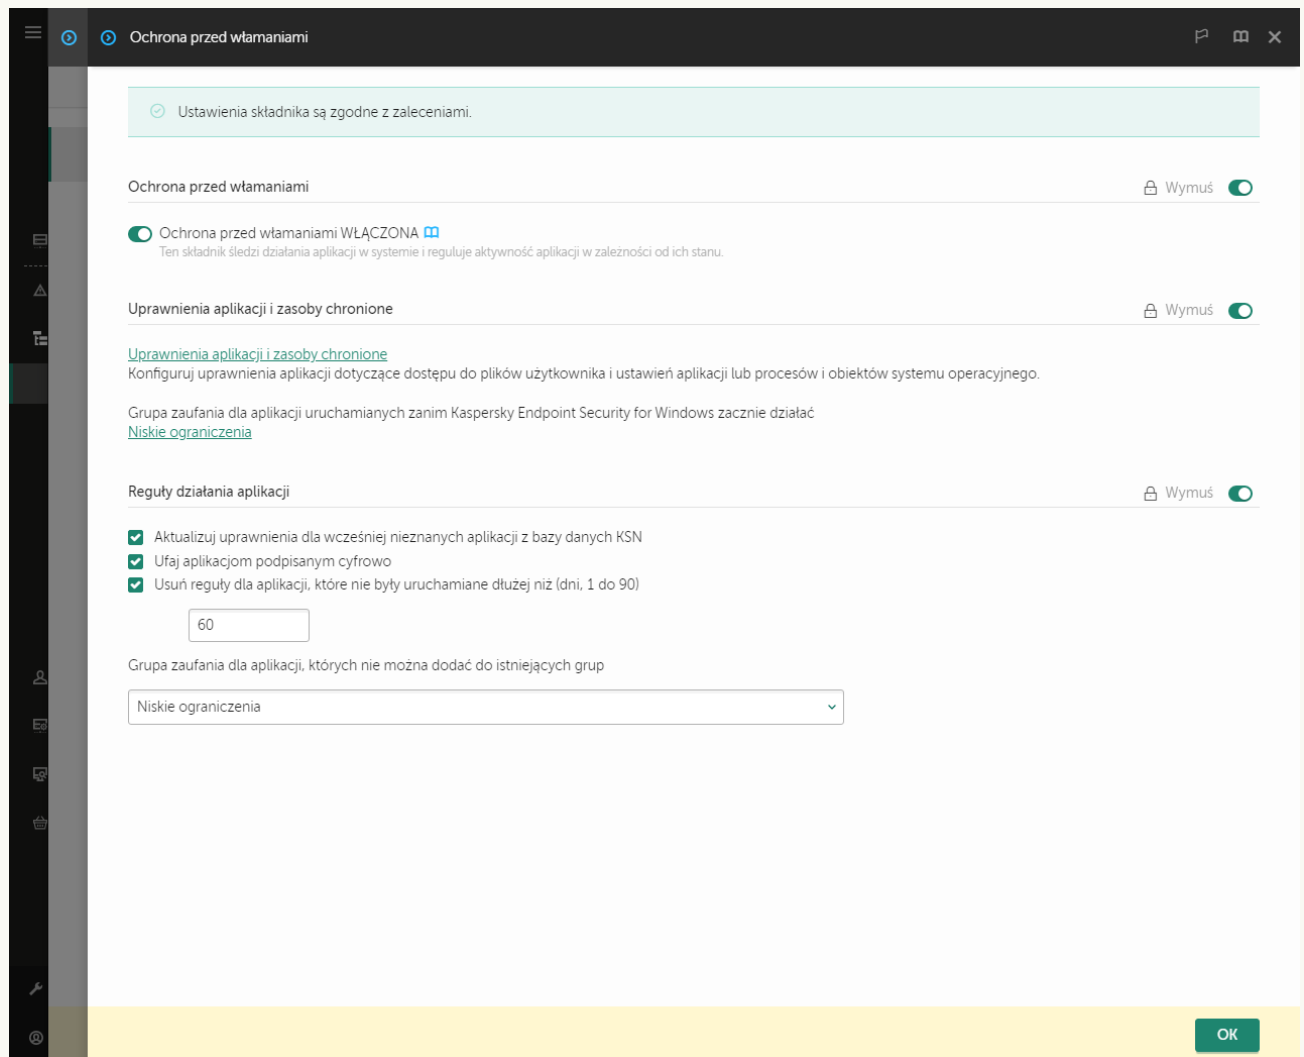 Ochrona przed włamaniami
Ustawienia składnika są zgodne z zaleceniami.
Ochrona przed włamaniami
Wymuś
Ochrona przed włamaniami WŁĄCZONA
Ten składnik śledzi działania aplikacji w systemie i reguluje aktywność aplikacji w zależności od ich stanu.
Uprawnienia aplikacji i zasoby chronione
Wymuś
Uprawnienia aplikacji i zasoby chronione
Konfiguruj uprawnienia aplikacji dotyczące dostępu do plików użytkownika i ustawień aplikacji lub procesów i obiektów systemu operacyjnego.
Grupa zaufania dla aplikacji uruchamianych zanim Kaspersky Endpoint Security for Windows zacznie działać
Niskie ograniczenia
Reguły działania aplikacji
Wymuś
Aktualizuj uprawnienia dla wcześniej nieznanych aplikacji z bazy danych KSN
Ufaj aplikacjom podpisanym cyfrowo
Usuń reguły dla aplikacji, które nie były uruchamiane dłużej niż (dni, 1 do 90)
60
Grupa zaufania dla aplikacji, których nie można dodać do istniejących grup
Niskie ograniczenia
OK